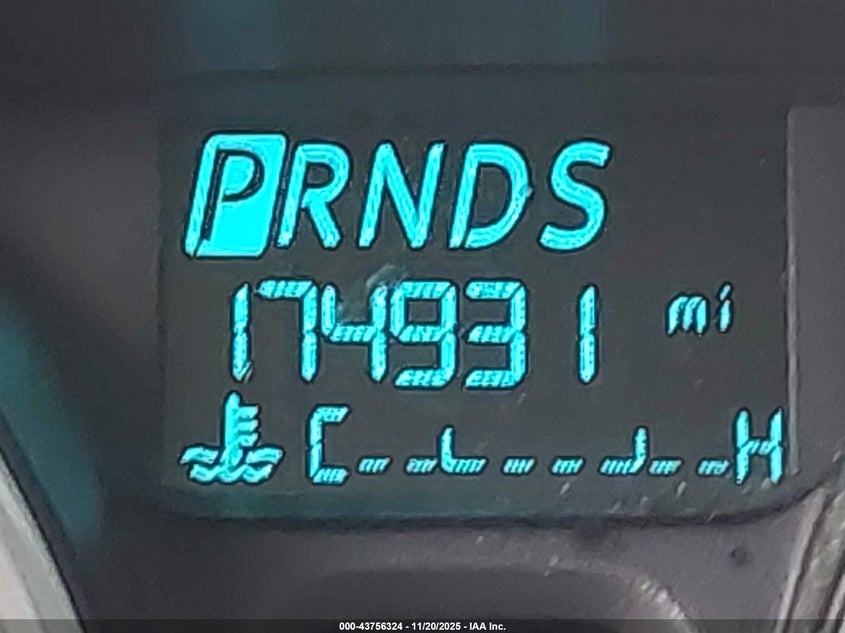 PRNDS
174931 mi
C H
000-43756324 - 11/20/2025 - IAA Inc.